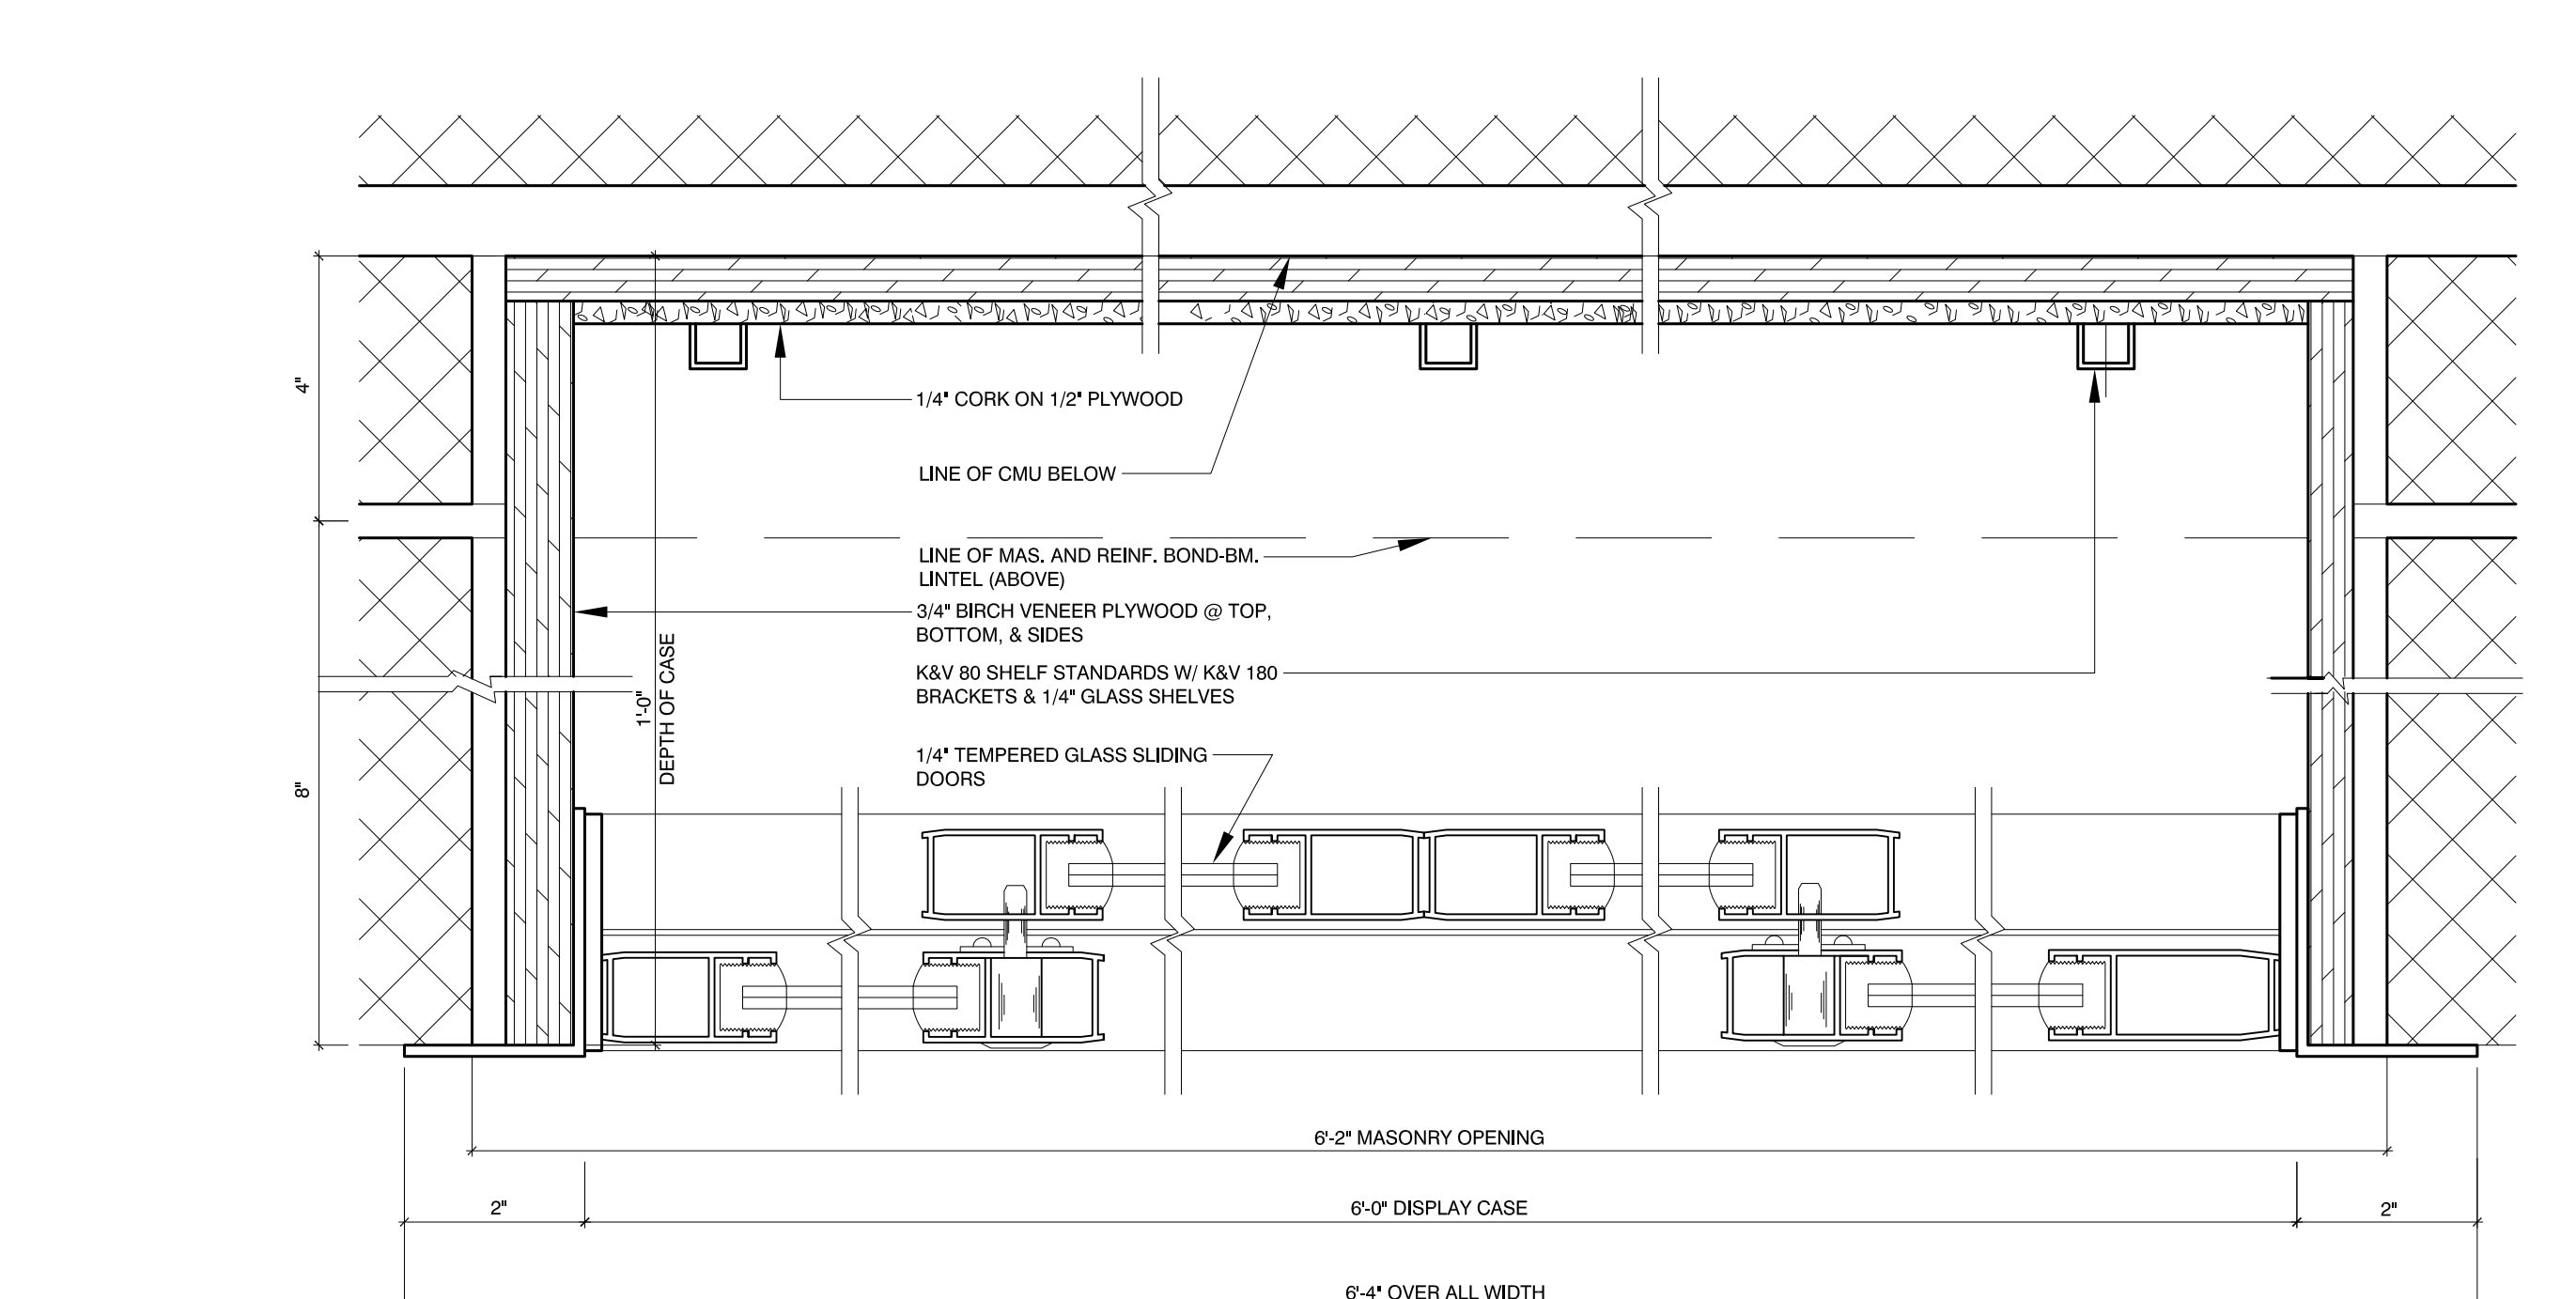 4"
1/4" CORK ON 1/2" PLYWOOD
LINE OF CMU BELOW
LINE OF MAS. AND REINF. BOND-BM.
LINTEL (ABOVE)
3/4" BIRCH VENEER PLYWOOD @ TOP,
BOTTOM, & SIDES
K&V 80 SHELF STANDARDS W/ K&V 180
BRACKETS & 1/4" GLASS SHELVES
1'-0"
DEPTH OF CASE
1/4" TEMPERED GLASS SLIDING
DOORS
8"
6'-2" MASONRY OPENING
2"
6'-0" DISPLAY CASE
2"
6'-4" OVER ALL WIDTH